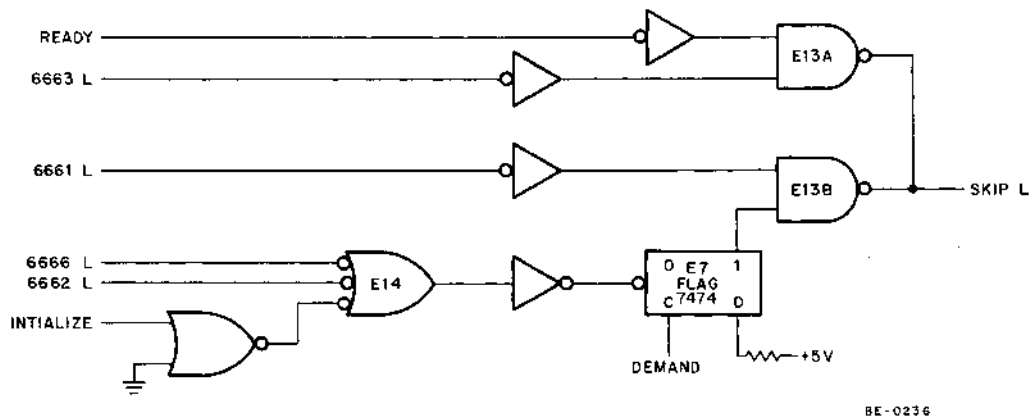 READY
E13A
6663 L
6661 L
E13B
SKIP L
6666 L
6662 L
E14
0 1
E7
FLAG
7474
C D
INTIALIZE
DEMAND
+5V
BE-0236